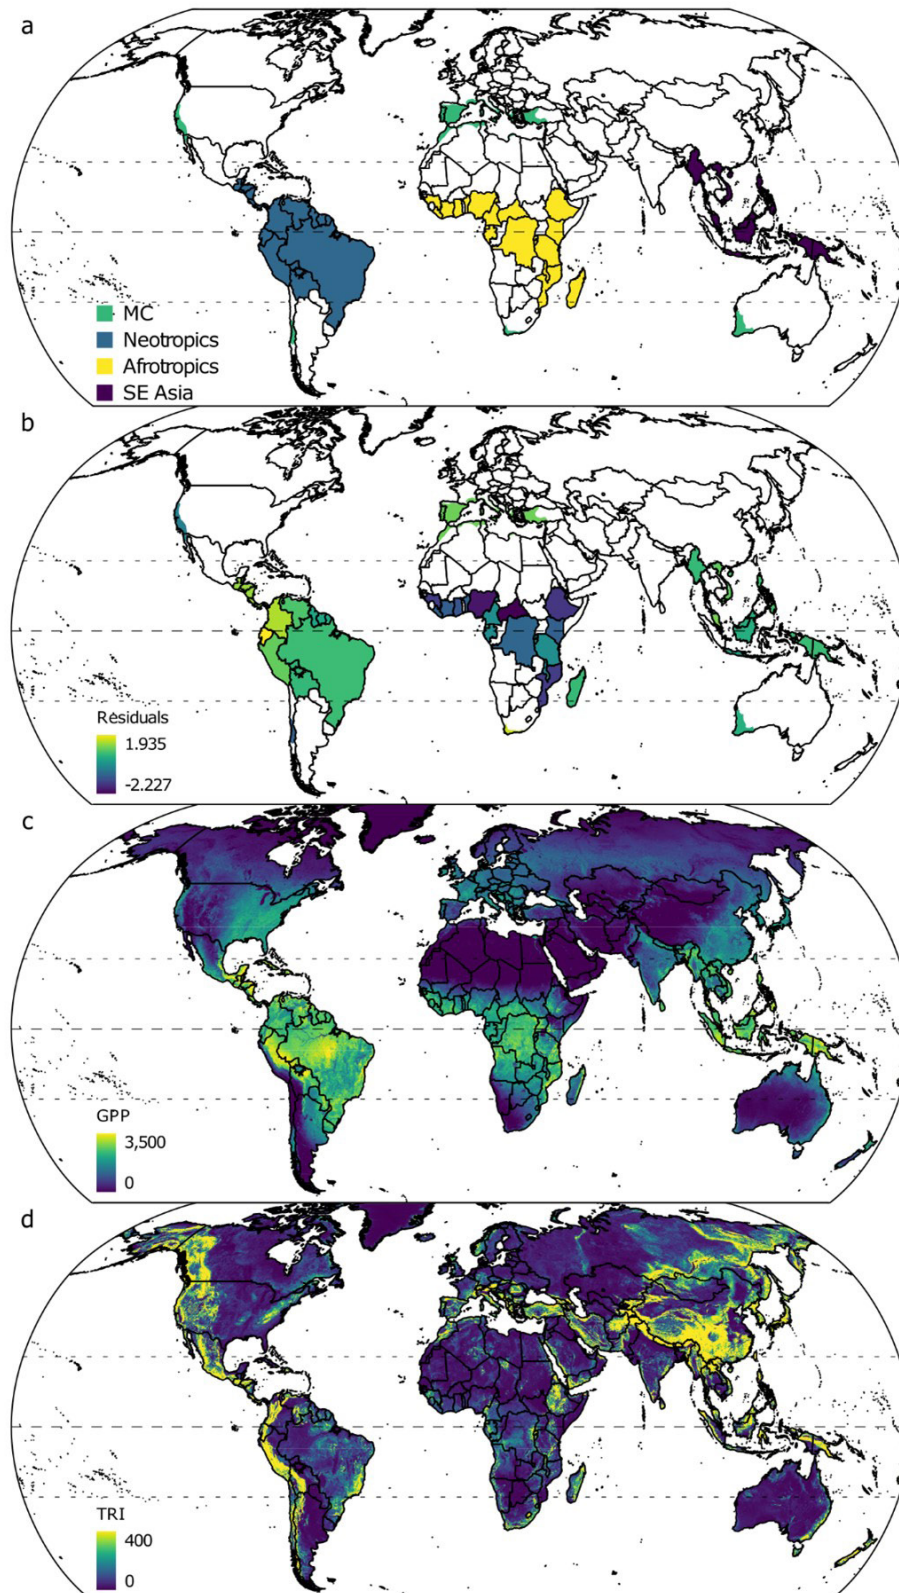 a
MC
Neotropics
Afrotropics
SE Asia
b
Residuals
1.935
-2.227
c
GPP
3,500
0
d
TRI
400
0